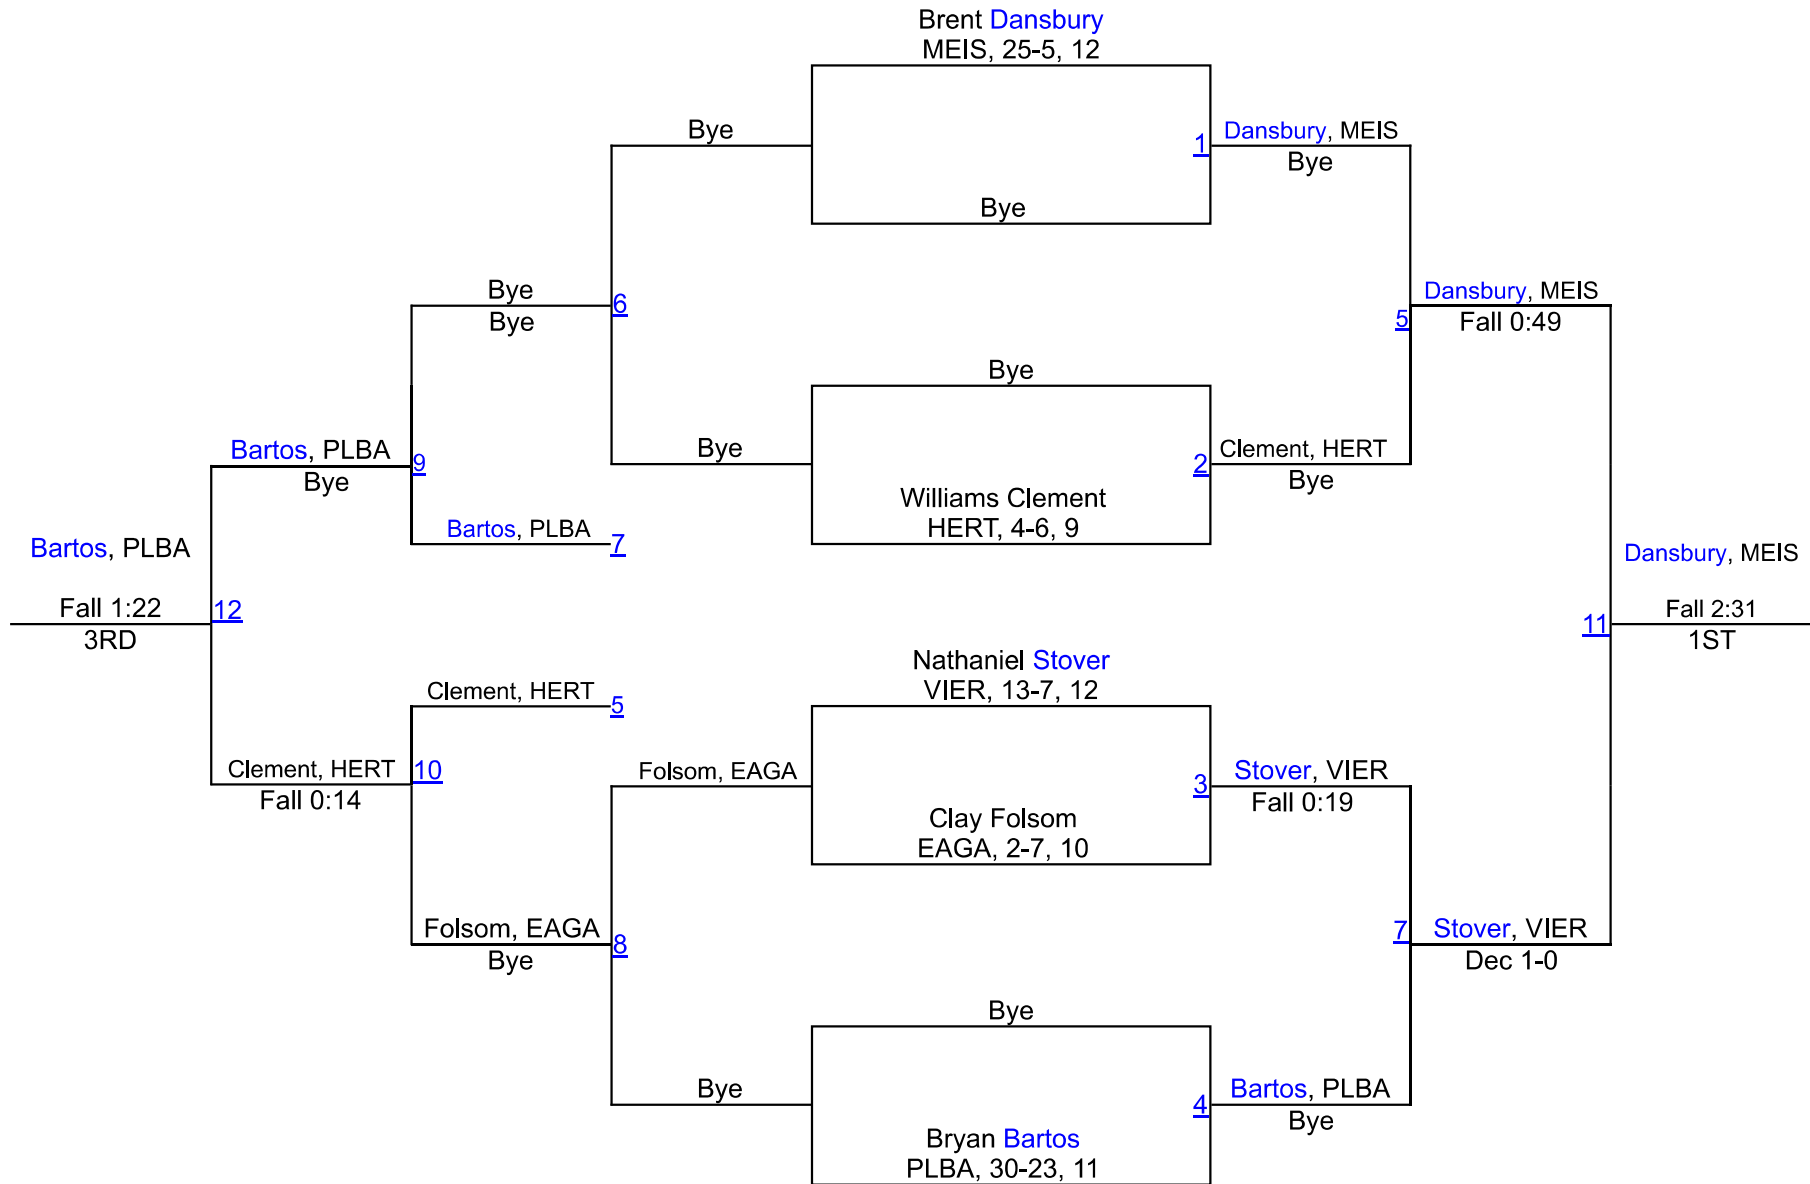 Brent Dansbury
MEIS, 25-5, 12
Bye
1
Dansbury, MEIS
Bye
Bye
Bye
Bye
6
Dansbury, MEIS
Fall 0:49
5
Bye
Bartos, PLBA
Bye
9
Bye
2
Clement, HERT
Bye
Williams Clement
HERT, 4-6, 9
Bartos, PLBA
7
Bartos, PLBA
Fall 1:22
3RD
12
Dansbury, MEIS
11
Fall 2:31
1ST
Nathaniel Stover
VIER, 13-7, 12
Clement, HERT
5
Clement, HERT
Fall 0:14
10
Folsom, EAGA
3
Stover, VIER
Fall 0:19
Clay Folsom
EAGA, 2-7, 10
Folsom, EAGA
Bye
8
7
Stover, VIER
Dec 1-0
Bye
Bye
4
Bartos, PLBA
Bye
Bryan Bartos
PLBA, 30-23, 11